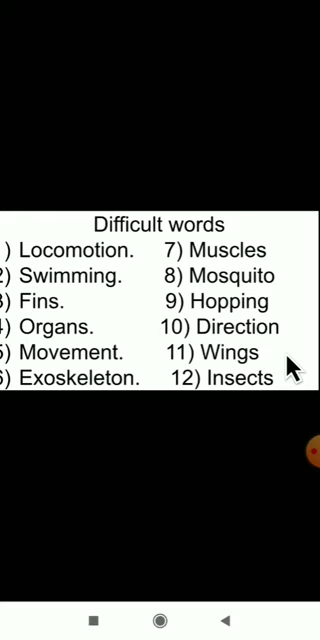 Difficult words
) Locomotion. 7) Muscles
2) Swimming. 8) Mosquito
3) Fins. 9) Hopping
4) Organs. 10) Direction
5) Movement. 11) Wings
6) Exoskeleton. 12) Insects